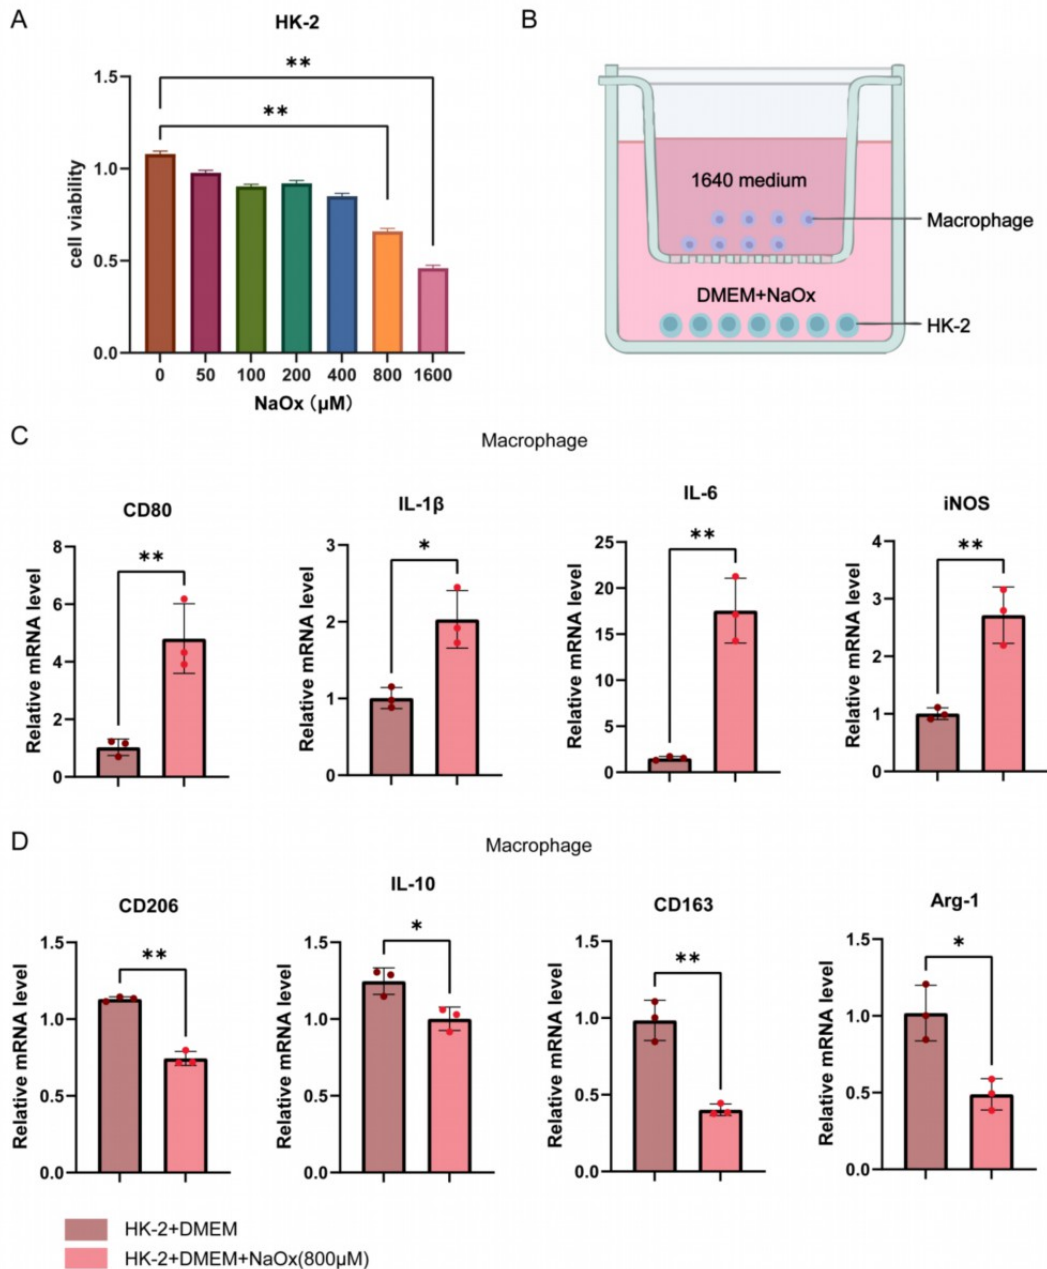 A
HK-2
**
**
cell viability
1.5
1.0
0.5
0.0
0 50 100 200 400 800 1600
NaOx (μM)
B
1640 medium
Macrophage
DMEM+NaOx
HK-2
C
Macrophage
CD80
**
Relative mRNA level
8
6
4
2
0
IL-1β
*
Relative mRNA level
3
2
1
0
IL-6
**
Relative mRNA level
25
20
15
10
5
0
iNOS
**
Relative mRNA level
4
3
2
1
0
D
Macrophage
CD206
**
Relative mRNA level
1.5
1.0
0.5
0.0
IL-10
*
Relative mRNA level
1.5
1.0
0.5
0.0
CD163
**
Relative mRNA level
1.5
1.0
0.5
0.0
Arg-1
*
Relative mRNA level
1.5
1.0
0.5
0.0
HK-2+DMEM
HK-2+DMEM+NaOx(800μM)